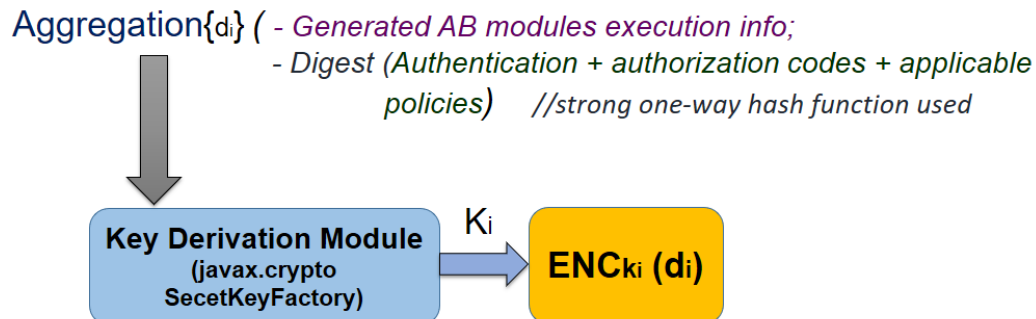 Aggregation{di} ( - Generated AB modules execution info;
- Digest (Authentication + authorization codes + applicable
policies) //strong one-way hash function used
Ki
Key Derivation Module
(javax.crypto
SecetKeyFactory)
ENCki (di)